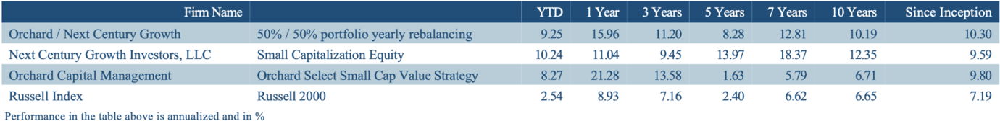 Firm Name YTD 1 Year 3 Years 5 Years 7 Years 10 Years Since Inception
Orchard / Next Century Growth 50% / 50% portfolio yearly rebalancing 9.25 15.96 11.20 8.28 12.81 10.19 10.30
Next Century Growth Investors, LLC Small Capitalization Equity 10.24 11.04 9.45 13.97 18.37 12.35 9.59
Orchard Capital Management Orchard Select Small Cap Value Strategy 8.27 21.28 13.58 1.63 5.79 6.71 9.80
Russell Index Russell 2000 2.54 8.93 7.16 2.40 6.62 6.65 7.19
Performance in the table above is annualized and in %